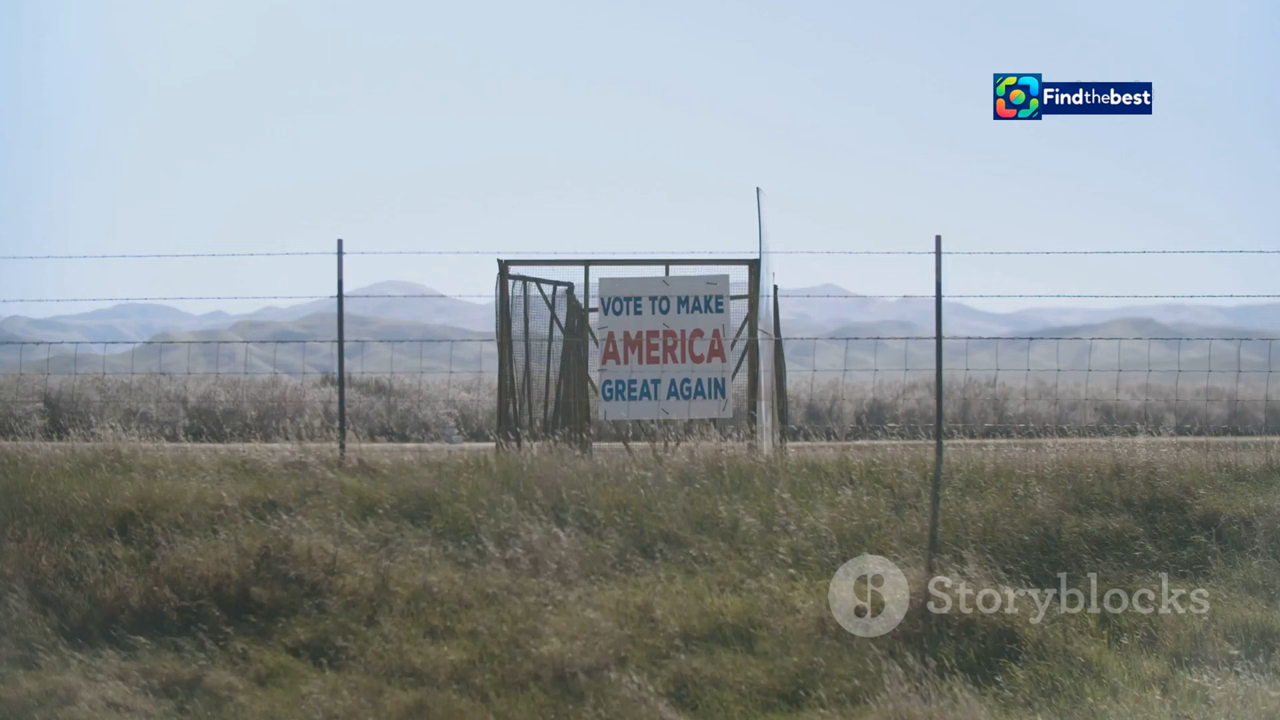 Findthebest
VOTE TO MAKE
AMERICA
GREAT AGAIN
Storyblocks